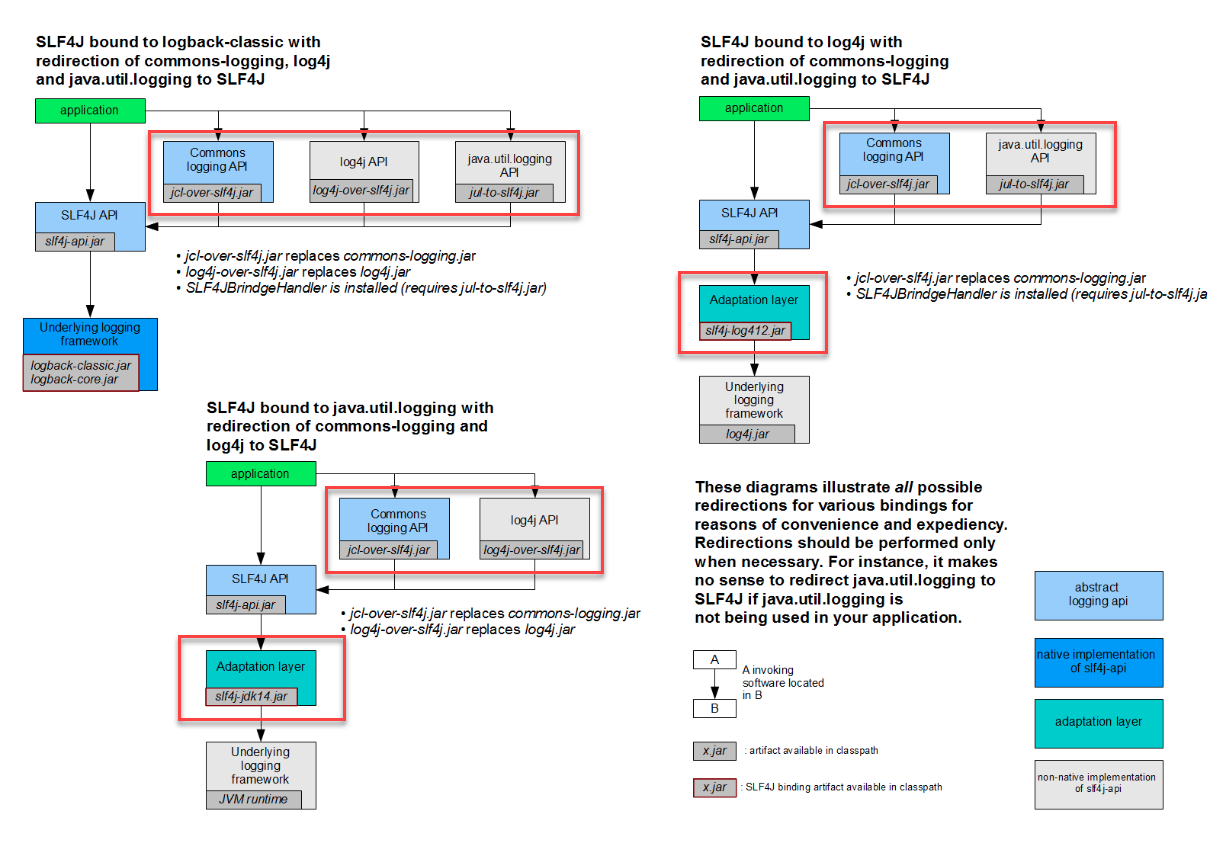 SLF4J bound to logback-classic with
redirection of commons-logging, log4j
and java.util.logging to SLF4J
application
Commons
logging API
jcl-over-slf4j.jar
log4j API
log4j-over-slf4j.jar
java.util.logging
API
jul-to-slf4j.jar
SLF4J API
slf4j-api.jar
• jcl-over-slf4j.jar replaces commons-logging.jar
• log4j-over-slf4j.jar replaces log4j.jar
• SLF4JBrindgeHandler is installed (requires jul-to-slf4j.jar)
Underlying logging
framework
logback-classic.jar
logback-core.jar
SLF4J bound to log4j with
redirection of commons-logging
and java.util.logging to SLF4J
application
Commons
logging API
jcl-over-slf4j.jar
java.util.logging
API
jul-to-slf4j.jar
SLF4J API
slf4j-api.jar
• jcl-over-slf4j.jar replaces commons-logging.jar
• SLF4JBrindgeHandler is installed (requires jul-to-slf4j.ja
Adaptation layer
slf4j-log412.jar
Underlying
logging
framework
log4j.jar
SLF4J bound to java.util.logging with
redirection of commons-logging and
log4j to SLF4J
application
Commons
logging API
jcl-over-slf4j.jar
log4j API
log4j-over-slf4j.jar
SLF4J API
slf4j-api.jar
• jcl-over-slf4j.jar replaces commons-logging.jar
• log4j-over-slf4j.jar replaces log4j.jar
Adaptation layer
slf4j-jdk14.jar
Underlying
logging
framework
JVM runtime
These diagrams illustrate all possible
redirections for various bindings for
reasons of convenience and expediency.
Redirections should be performed only
when necessary. For instance, it makes
no sense to redirect java.util.logging to
SLF4J if java.util.logging is
not being used in your application.
A
B
A invoking
software located
in B
x.jar : artifact available in classpath
x.jar : SLF4J binding artifact available in classpath
abstract
logging api
native implementation
of slf4j-api
adaptation layer
non-native implementation
of slf4j-api